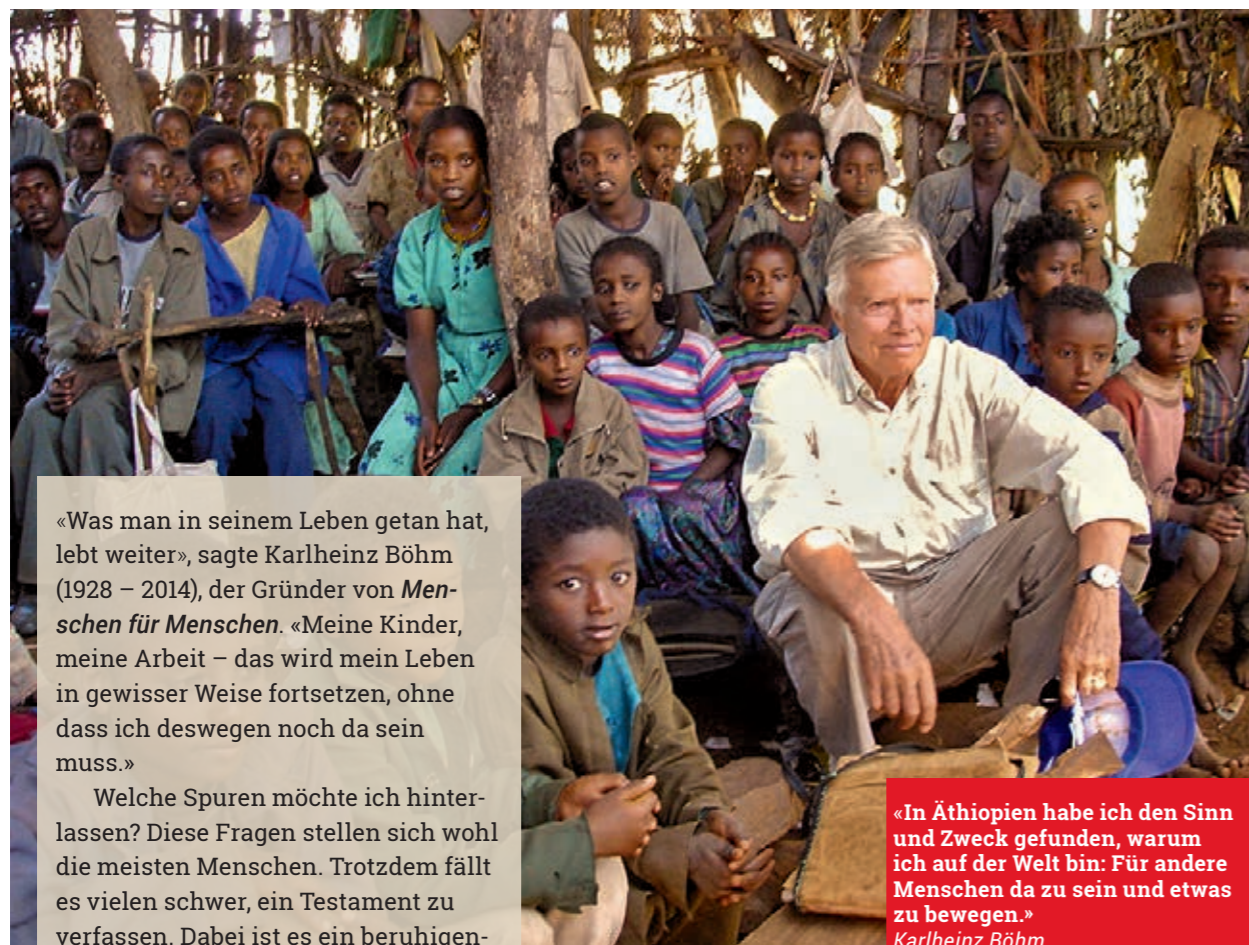 «Was man in seinem Leben getan hat,
lebt weiter», sagte Karlheinz Böhm
(1928 – 2014), der Gründer von Men-
schen für Menschen. «Meine Kinder,
meine Arbeit – das wird mein Leben
in gewisser Weise fortsetzen, ohne
dass ich deswegen noch da sein
muss.»
Welche Spuren möchte ich hinter-
lassen? Diese Fragen stellen sich wohl
die meisten Menschen. Trotzdem fällt
es vielen schwer, ein Testament zu
verfassen. Dabei ist es ein beruhigen-
«In Äthiopien habe ich den Sinn
und Zweck gefunden, warum
ich auf der Welt bin: Für andere
Menschen da zu sein und etwas
zu bewegen.»
Karlheinz Böhm